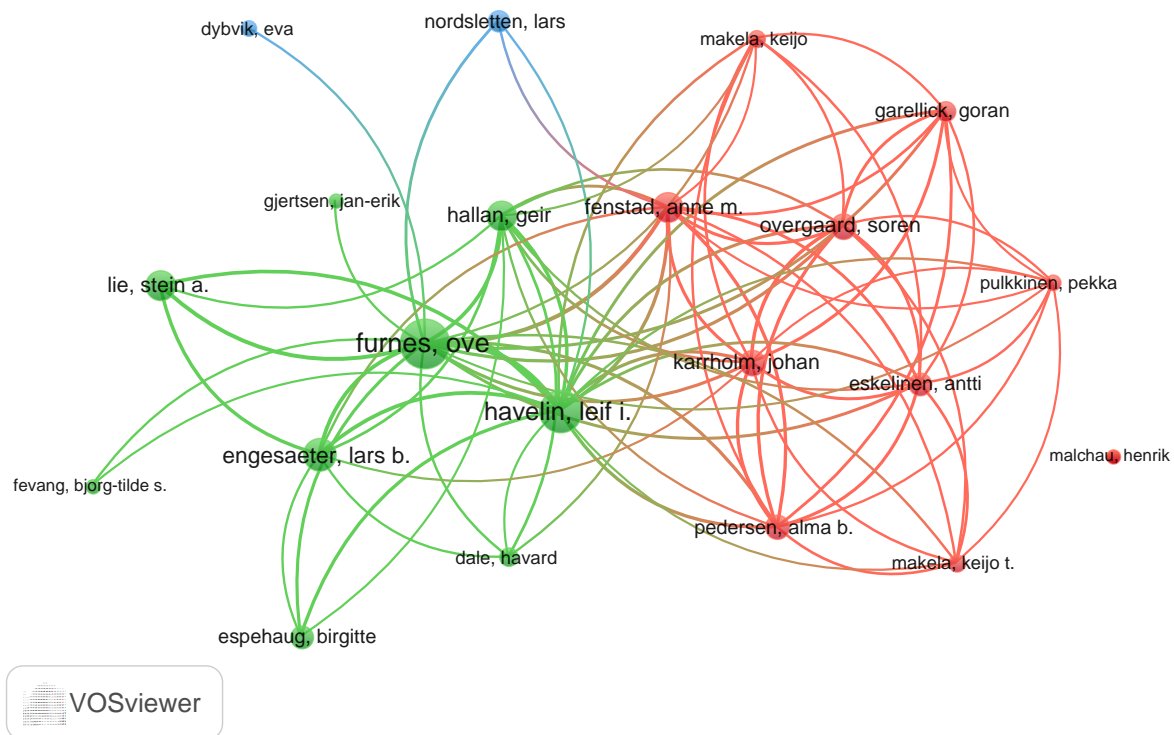 dybvik, eva
nordsletten, lars
makela, keijo
garellick, goran
gjertsen, jan-erik
hallan, geir
fenstad, anne m.
overgaard, soren
lie, stein a.
pulkkinen, pekka
furnes, ove
karrholm, johan
eskelinen, antti
havelin, leif i.
engesaeter, lars b.
malchau, henrik
fevang, bjorg-tilde s.
pedersen, alma b.
dale, havard
makela, keijo t.
espehaug, birgitte
VOSviewer